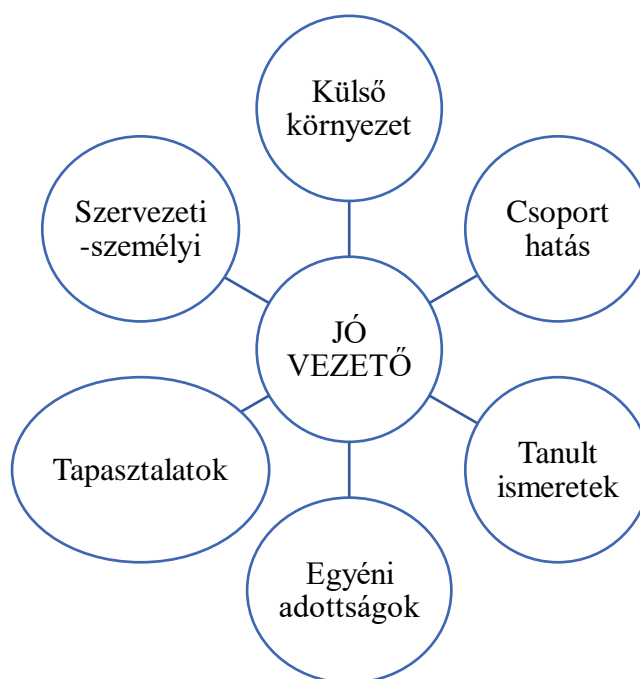 Külső
környezet
Csoport
hatás
Tanult
ismeretek
Egyéni
adottságok
Tapasztalatok
Szervezeti
-személyi
JÓ
VEZETŐ